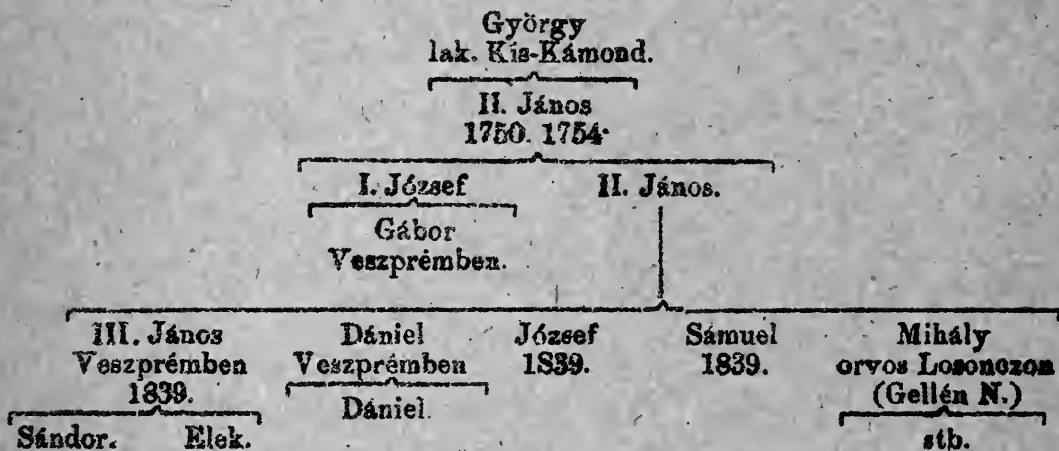 György
lak. Kis-Kámond.
II. János
1750. 1754.
I. József II. János.
Gábor
Veszprémben.
III. János Dániel József Sámuel Mihály
Veszprémben Veszprémben 1839. 1839. orvos Losonczon
1839. Dániel. (Gellén N.)
Sándor. Elek. stb.